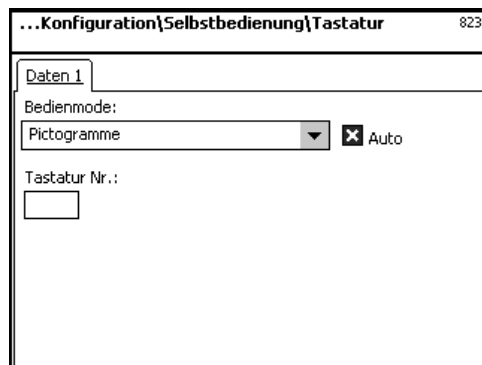 ...Konfiguration\Selbstbedienung\Tastatur 823
Daten 1
Bedienmode:
Pictogramme Auto
Tastatur Nr.: